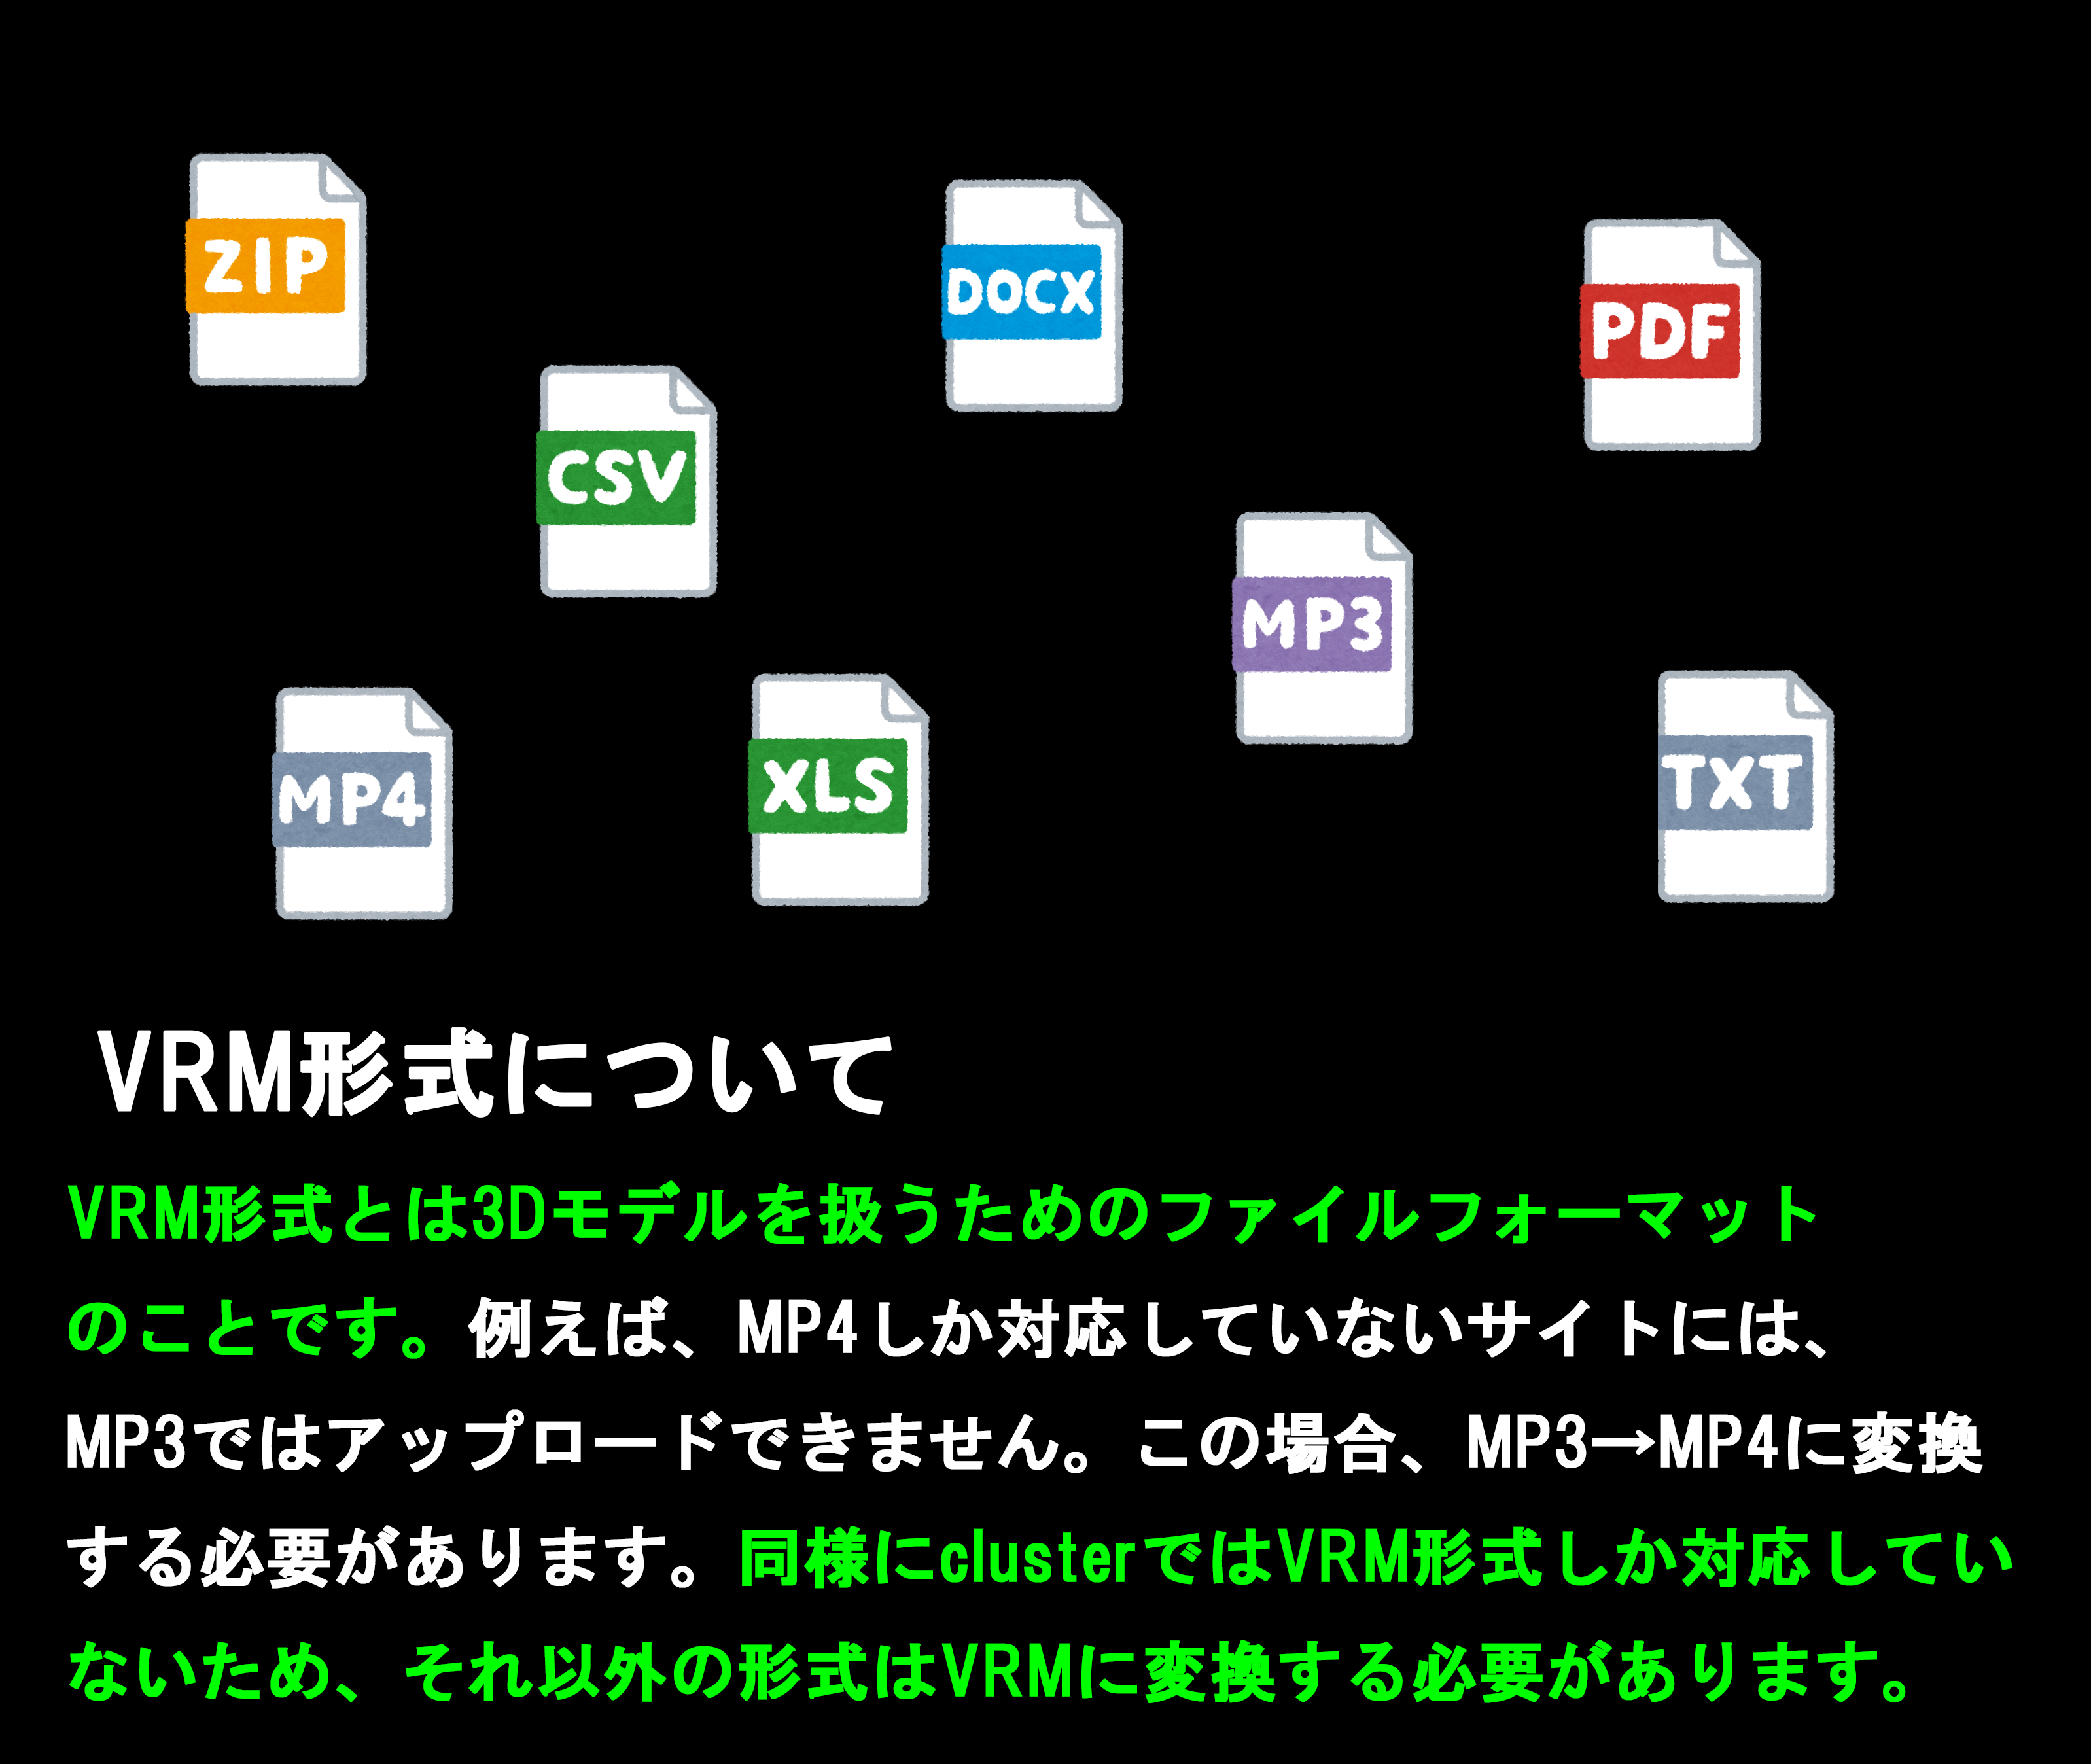 ZIP
DOCX
PDF
CSV
MP3
MP4
XLS
TXT
VRM形式について
VRM形式とは3Dモデルを扱うためのファイルフォーマット
のことです。例えば、MP4しか対応していないサイトには、
MP3ではアップロードできません。この場合、MP3→MP4に変換
する必要があります。同様にclusterではVRM形式しか対応してい
ないため、それ以外の形式はVRMに変換する必要があります。